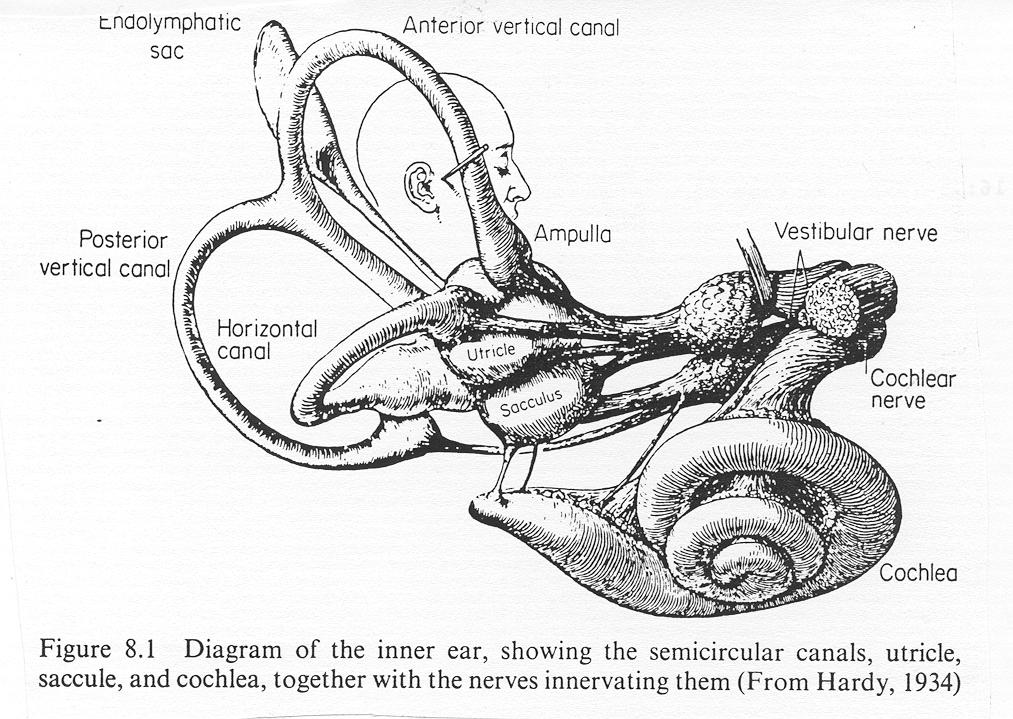 Endolymphatic
sac
Anterior vertical canal
Posterior
vertical canal
Ampulla
Vestibular nerve
Horizontal
canal
Utricle
Sacculus
Cochlear
nerve
Cochlea
Figure 8.1 Diagram of the inner ear, showing the semicircular canals, utricle,
saccule, and cochlea, together with the nerves innervating them (From Hardy, 1934)